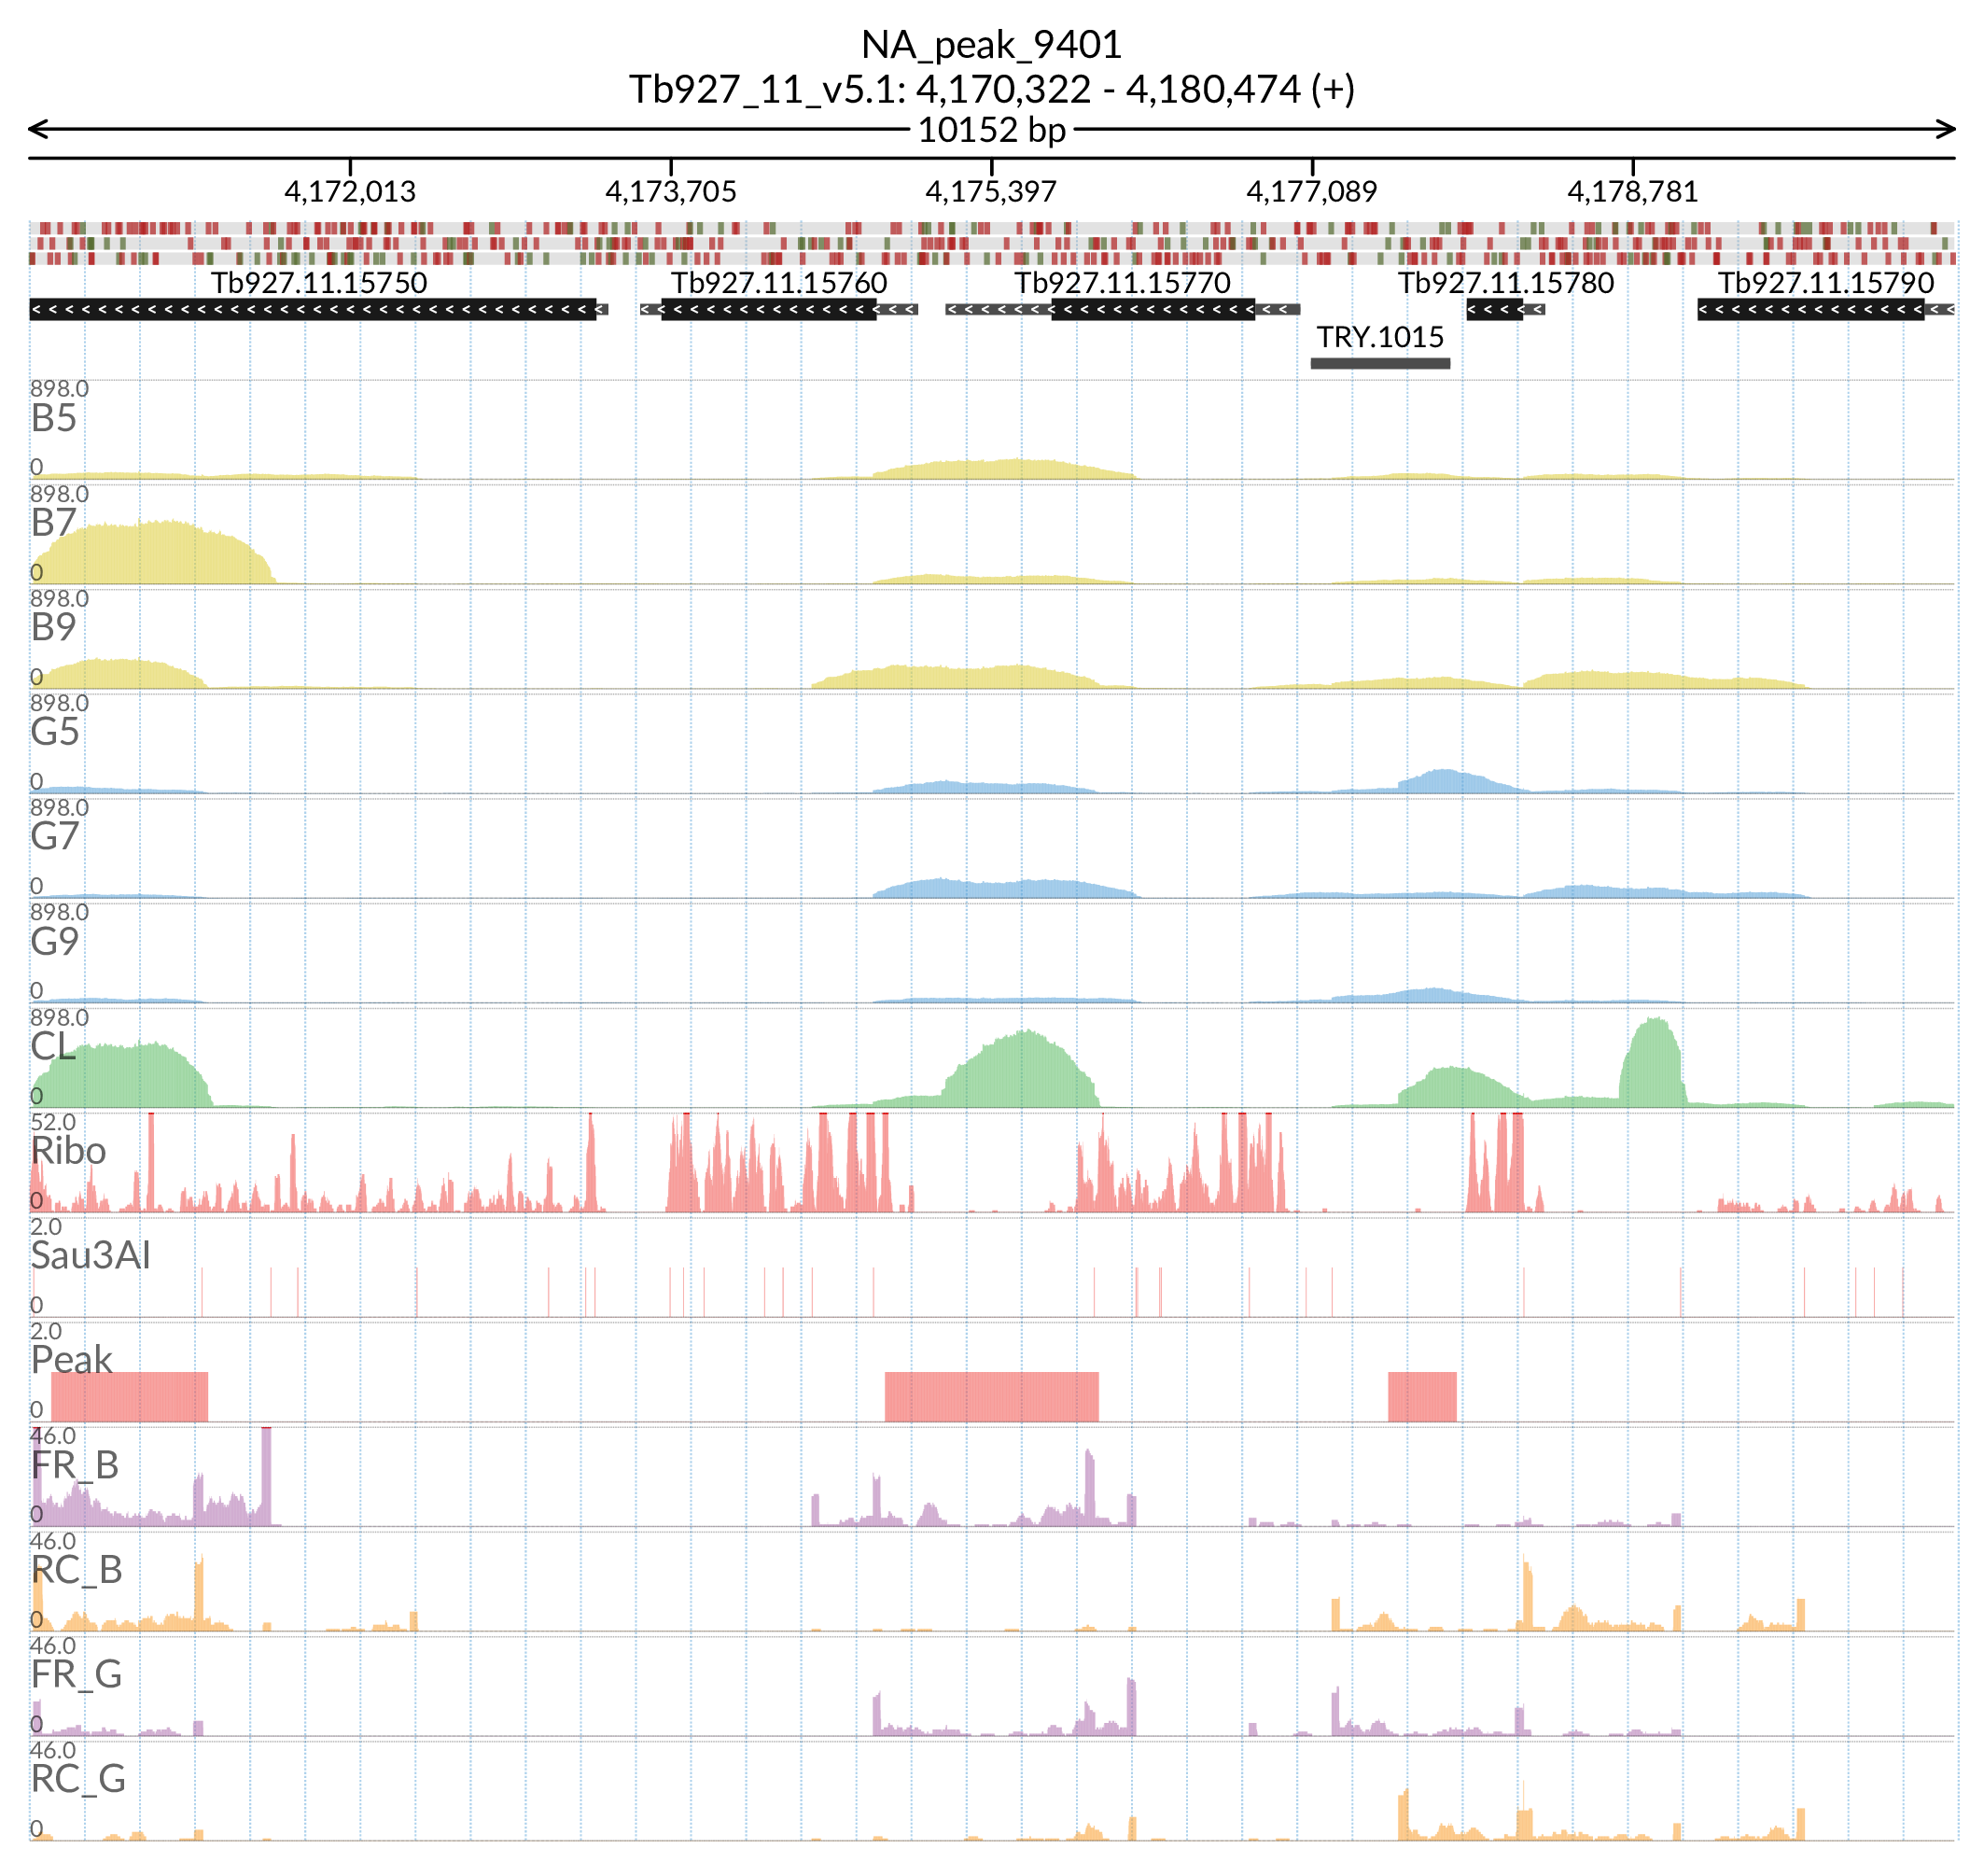 NA_peak_9401
Tb927_11_v5.1: 4,170,322 - 4,180,474 (+)
10152 bp
4,172,013 4,173,705 4,175,397 4,177,089 4,178,781
Tb927.11.15750 Tb927.11.15760 Tb927.11.15770 Tb927.11.15780 Tb927.11.15790
TRY.1015
898.0
B5
0
898.0
B7
0
898.0
B9
0
898.0
G5
0
898.0
G7
0
898.0
G9
0
898.0
CL
0
52.0
Ribo
0
2.0
Sau3AI
0
2.0
Peak
0
46.0
FR_B
0
46.0
RC_B
0
46.0
FR_G
0
46.0
RC_G
0